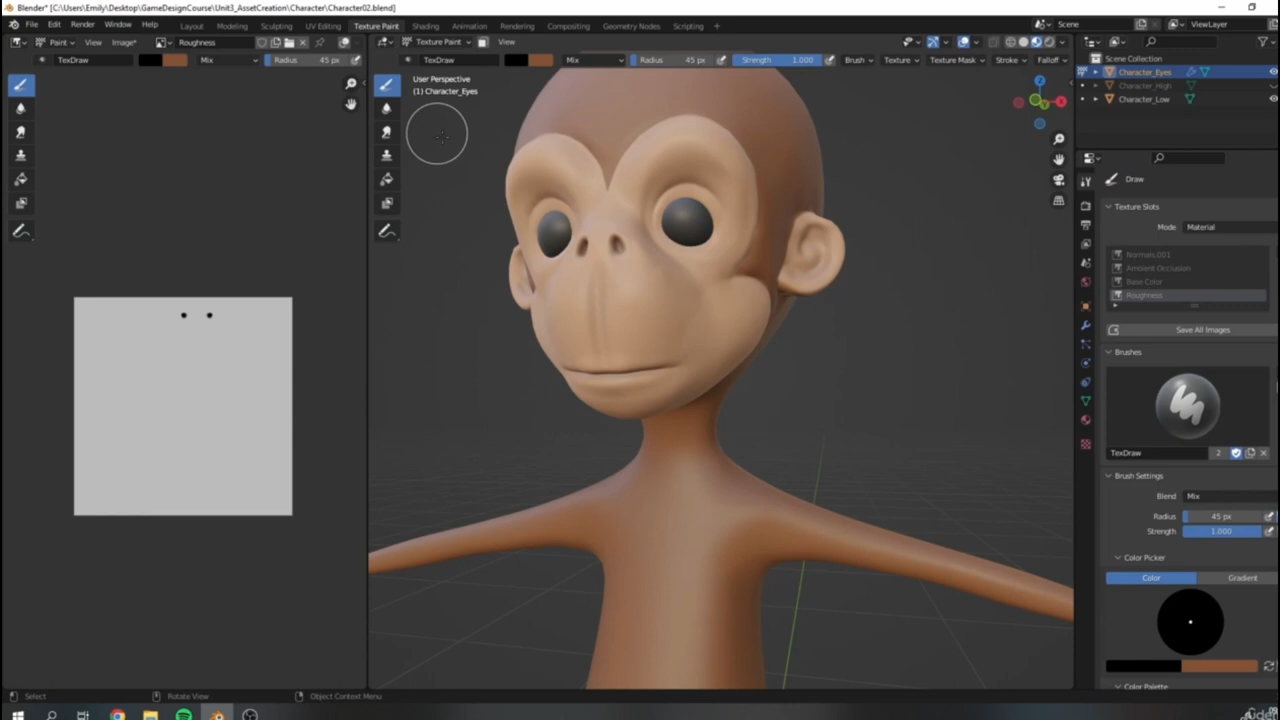 Blender* [C:\Users\Emily\Desktop\GameDesignCourse\Unit3_AssetCreation\Character\Character02.blend]
File Edit Render Window Help Layout Modeling Sculpting UV Editing Texture Paint Shading Animation Rendering Compositing Geometry Nodes Scripting + Scene ViewLayer
Paint View Image* Roughness Texture Paint View
TexDraw Mix Radius 45 px TexDraw Mix Radius 45 px Strength 1.000 Brush Texture Texture Mask Stroke Falloff
User Perspective
(1) Character_Eyes
Z
Y
X
Scene Collection
Character_Eyes
Character_High
Character_Low
Draw
Texture Slots
Mode Material
Normals.001
Ambient Occlusion
Base Color
Roughness
Save All Images
Brushes
TexDraw 2
Brush Settings
Blend Mix
Radius 45 px
Strength 1.000
Color Picker
Color Gradient
Color Palette
Select Rotate View Object Context Menu